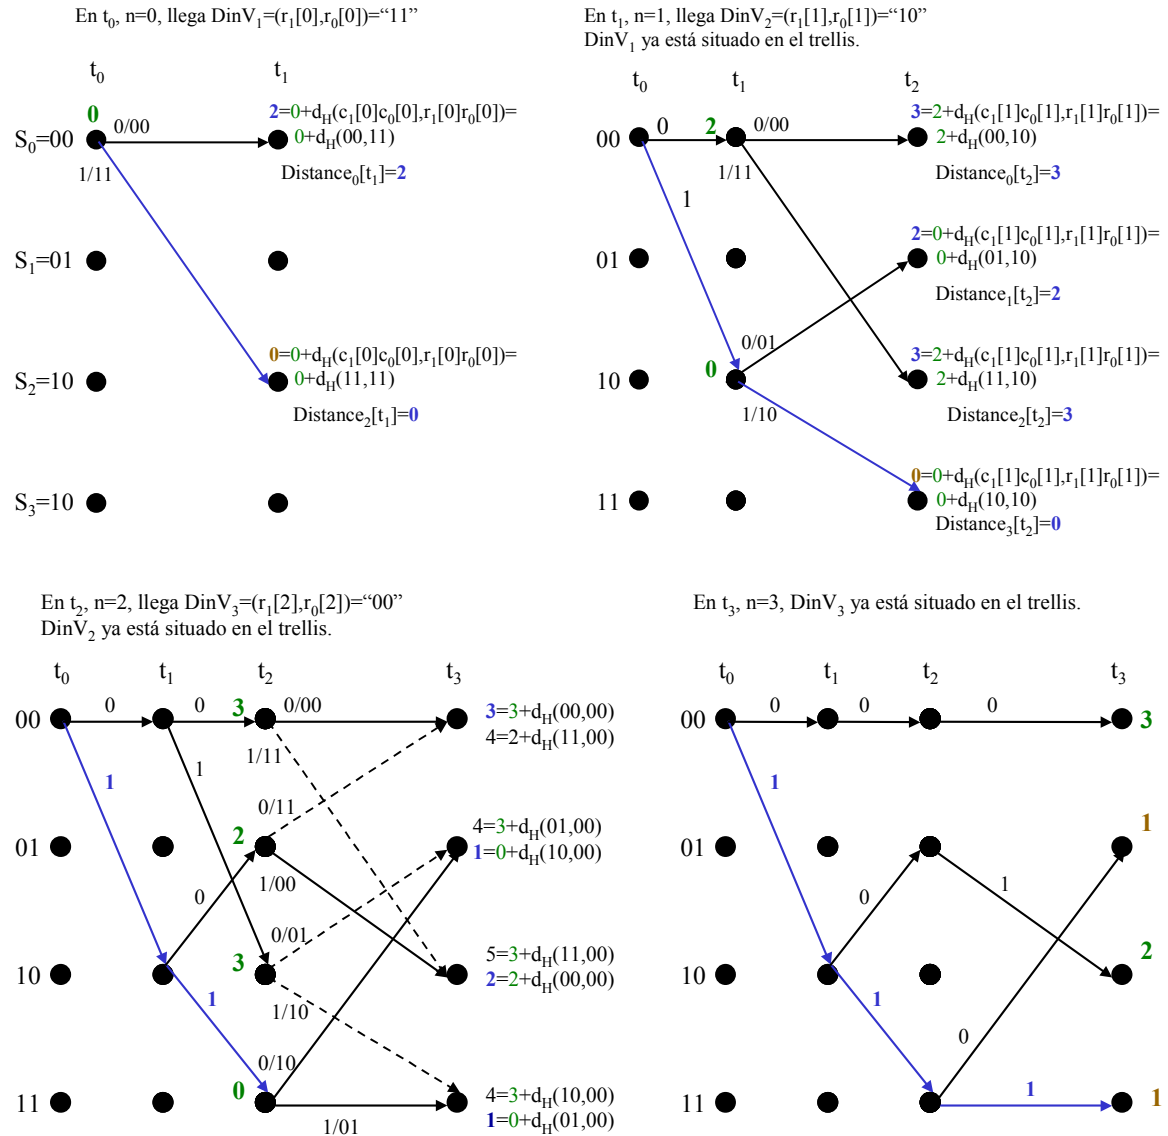 En t0, n=0, llega DinV1=(r1[0],r0[0])=“11”
t0 t1
0
0/00
S0=00
2=0+dH(c1[0]c0[0],r1[0]r0[0])=
0+dH(00,11)
1/11
Distance0[t1]=2
S1=01
0=0+dH(c1[0]c0[0],r1[0]r0[0])=
S2=10
0+dH(11,11)
Distance2[t1]=0
S3=10
En t1, n=1, llega DinV2=(r1[1],r0[1])=“10”
DinV1 ya está situado en el trellis.
t0 t1 t2
00 0 2 0/00
3=2+dH(c1[1]c0[1],r1[1]r0[1])=
2+dH(00,10)
1/11
Distance0[t2]=3
1
2=0+dH(c1[1]c0[1],r1[1]r0[1])=
01
0+dH(01,10)
Distance1[t2]=2
0/01
3=2+dH(c1[1]c0[1],r1[1]r0[1])=
10 0
2+dH(11,10)
1/10
Distance2[t2]=3
0=0+dH(c1[1]c0[1],r1[1]r0[1])=
11
0+dH(10,10)
Distance3[t2]=0
En t2, n=2, llega DinV3=(r1[2],r0[2])=“00”
DinV2 ya está situado en el trellis.
t0 t1 t2 t3
00 0 0 3 0/00
3=3+dH(00,00)
4=2+dH(11,00)
1/11
1 1
0/11
2
4=3+dH(01,00)
01
1=0+dH(10,00)
1/00
0
0/01
5=3+dH(11,00)
10 3
2=2+dH(00,00)
1
1/10
0/10
0
4=3+dH(10,00)
11
1=0+dH(01,00)
1/01
En t3, n=3, DinV3 ya está situado en el trellis.
t0 t1 t2 t3
00 0 0 0 3
1
1
01
0 1
2
10
1
0
1
11 1